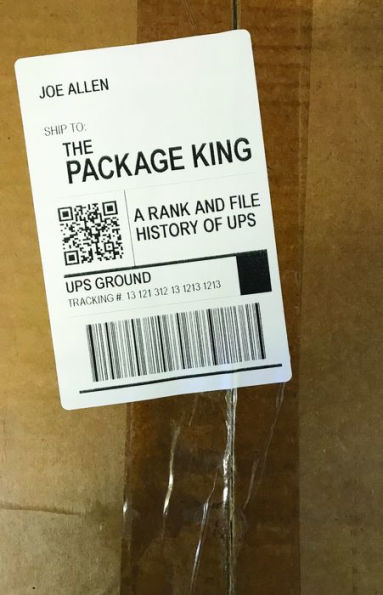 JOE ALLEN
SHIP TO:
THE
PACKAGE KING
A RANK AND FILE
HISTORY OF UPS
UPS GROUND
TRACKING #: 13 121 312 13 1213 1213